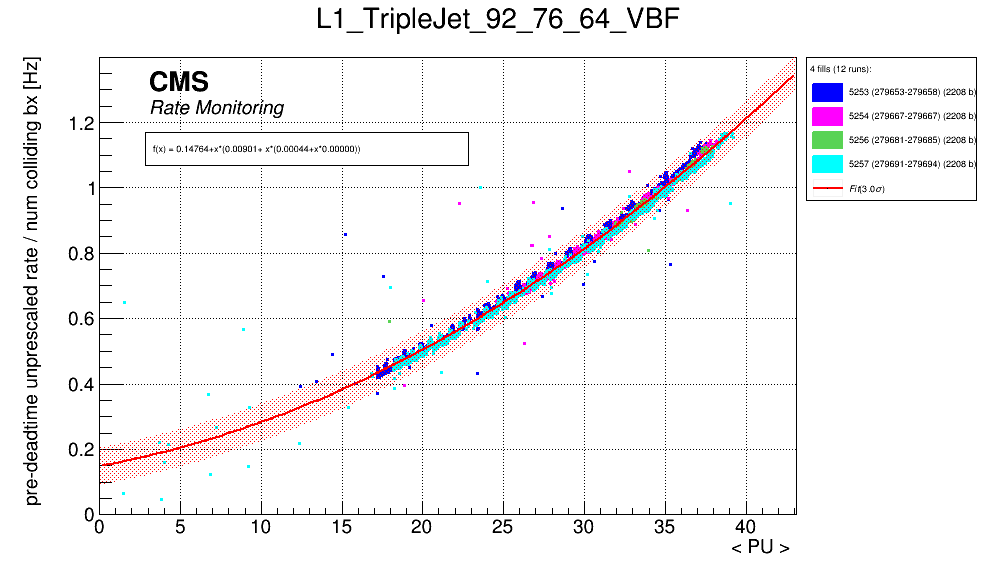 L1_TripleJet_92_76_64_VBF
pre-deadtime unprescaled rate / num colliding bx [Hz]
CMS
Rate Monitoring
f(x) = 0.14764+x*(0.00901+ x*(0.00044+x*0.00000))
1.2
1
0.8
0.6
0.4
0.2
0
0 5 10 15 20 25 30 35 40
< PU >
4 fills (12 runs):
5253 (279653-279658) (2208 b)
5254 (279667-279667) (2208 b)
5256 (279681-279685) (2208 b)
5257 (279691-279694) (2208 b)
Fit(3.0σ)